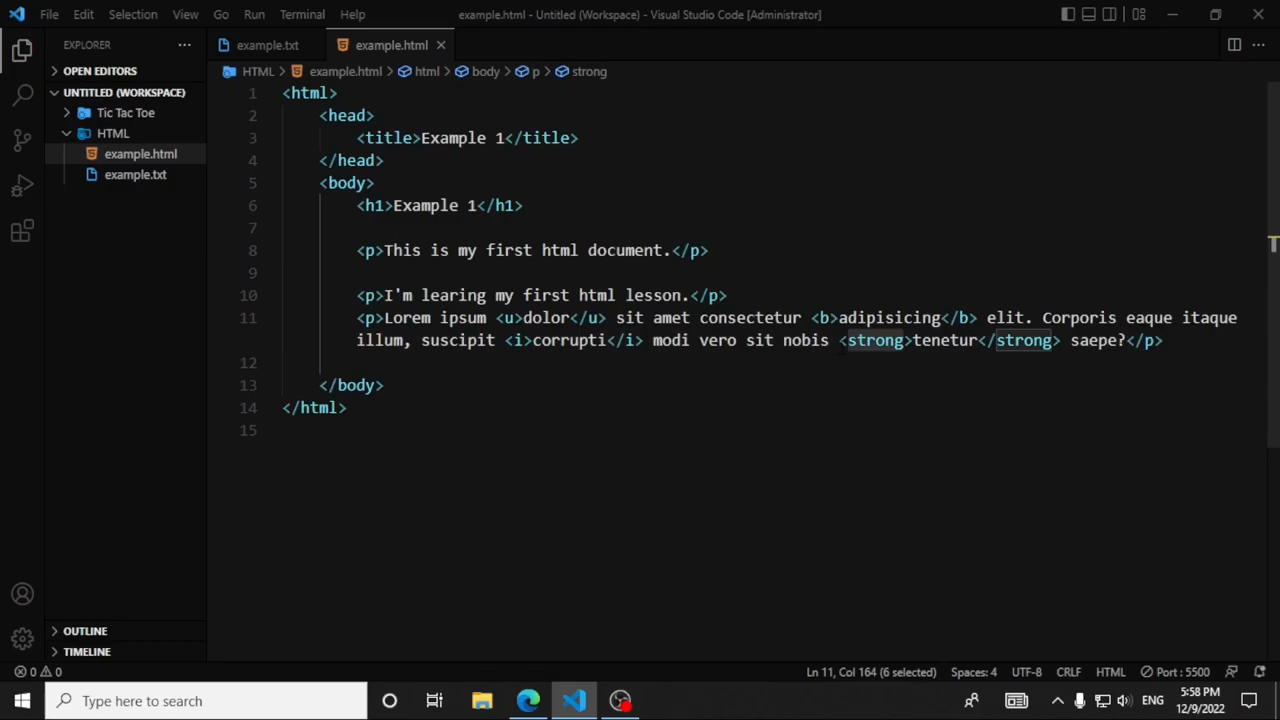 File Edit Selection View Go Run Terminal Help example.html - Untitled (Workspace) - Visual Studio Code [Administrator]
EXPLORER
example.txt
example.html
OPEN EDITORS
HTML > example.html > html > body > p > strong
UNTITLED (WORKSPACE)
Tic Tac Toe
HTML
example.html
example.txt
1 <html>
2 <head>
3 <title>Example 1</title>
4 </head>
5 <body>
6 <h1>Example 1</h1>
7
8 <p>This is my first html document.</p>
9
10 <p>I'm learing my first html lesson.</p>
11 <p>Lorem ipsum <u>dolor</u> sit amet consectetur <b>adipisicing</b> elit. Corporis eaque itaque
illum, suscipit <i>corrupti</i> modi vero sit nobis <strong>tenetur</strong> saepe?</p>
12
13 </body>
14 </html>
15
OUTLINE
TIMELINE
0 0
Ln 11, Col 164 (6 selected) Spaces: 4 UTF-8 CRLF HTML Port : 5500
Type here to search
ENG
5:58 PM
12/9/2022